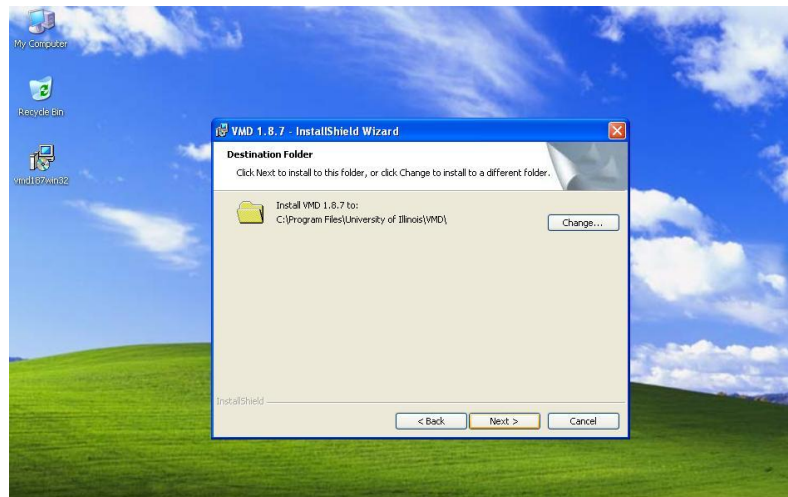 My Computer
Recycle Bin
vmd187win32
VMD 1.8.7 - InstallShield Wizard
Destination Folder
Click Next to install to this folder, or click Change to install to a different folder.
Install VMD 1.8.7 to:
C:\Program Files\University of Illinois\VMD\
Change...
InstallShield
< Back
Next >
Cancel